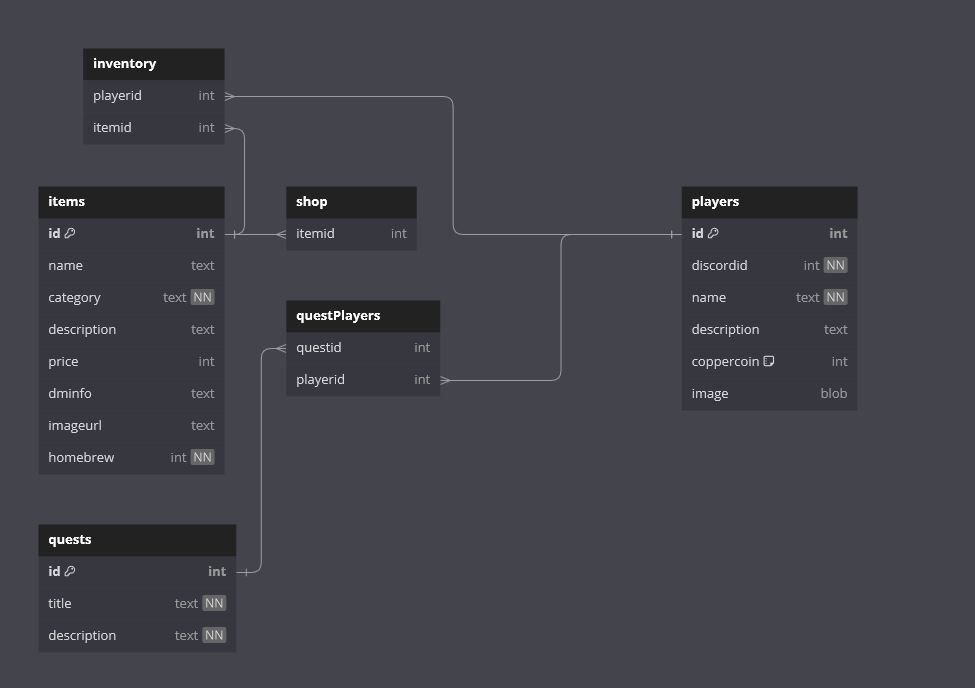 inventory
playerid int
itemid int
items
id int
name text
category text NN
description text
price int
dminfo text
imageurl text
homebrew int NN
shop
itemid int
questPlayers
questid int
playerid int
players
id int
discordid int NN
name text NN
description text
coppercoin int
image blob
quests
id int
title text NN
description text NN